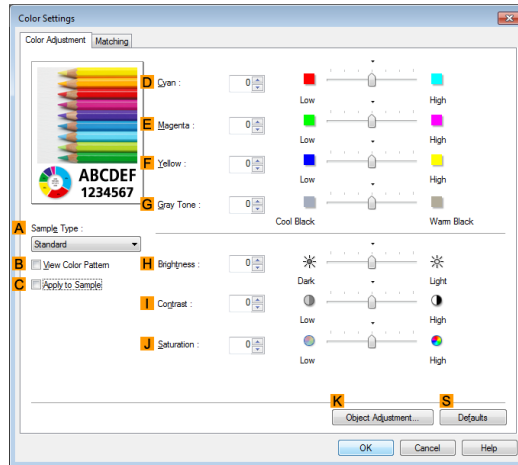 Color Settings
Color Adjustment Matching
D Cyan : 0
Low High
E Magenta : 0
Low High
F Yellow : 0
Low High
ABCDEF
1234567
G Gray Tone : 0
Cool Black Warm Black
A Sample Type :
Standard
B View Color Pattern
C Apply to Sample
H Brightness : 0
Dark Light
I Contrast : 0
Low High
J Saturation : 0
Low High
K S
Object Adjustment... Defaults
OK Cancel Help